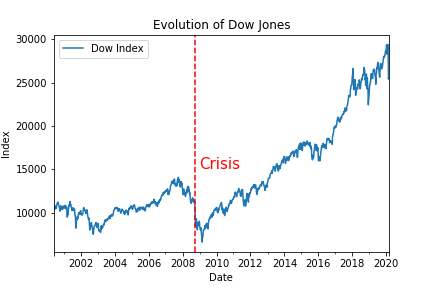 Evolution of Dow Jones
30000
Dow Index
25000
20000
Index
15000
Crisis
10000
2002 2004 2006 2008 2010 2012 2014 2016 2018 2020
Date